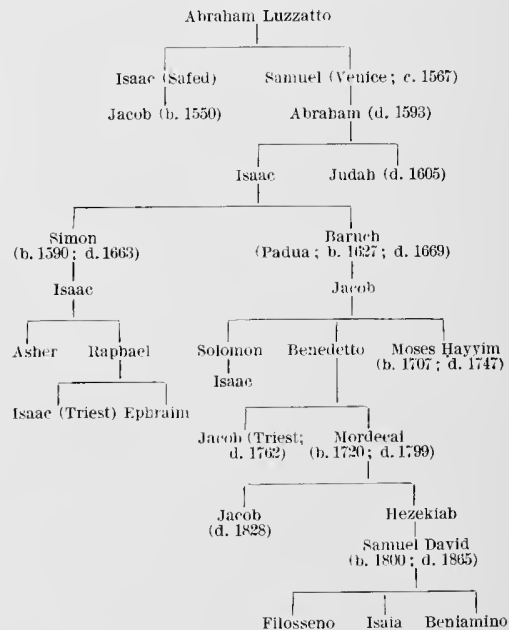 Abraham Luzzatto
Isaac (Safed) Samuel (Venice; c. 1567)
Jacob (b. 1550) Abraham (d. 1593)
Isaac Judah (d. 1605)
Simon Baruch
(b. 1590; d. 1663) (Padua; b. 1627; d. 1669)
Isaac Jacob
Asher Raphael Solomon Benedetto Moses Ḥayyim
Isaac (b. 1707; d. 1747)
Isaac (Triest) Ephraim
Jacob (Triest; Mordecai
d. 1762) (b. 1720; d. 1799)
Jacob Hezekiah
(d. 1828)
Samuel David
(b. 1800; d. 1865)
Filosseno Isaia Beniamino